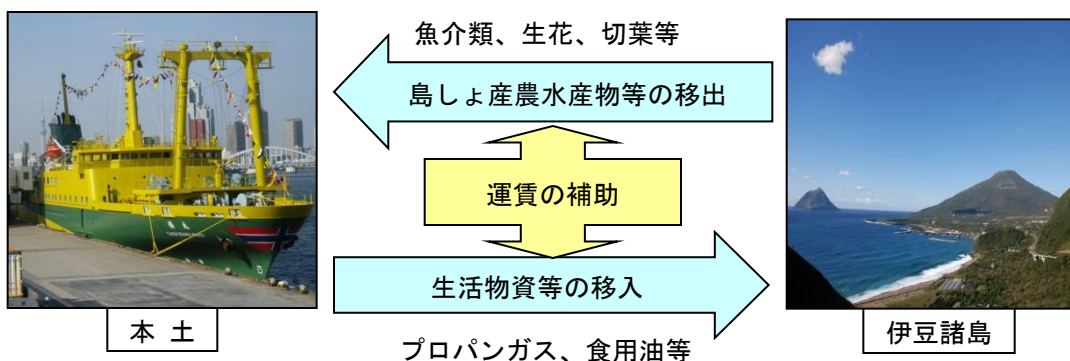 魚介類、生花、切葉等
島しょ産農水産物等の移出
運賃の補助
生活物資等の移入
プロパンガス、食用油等
本土
伊豆諸島